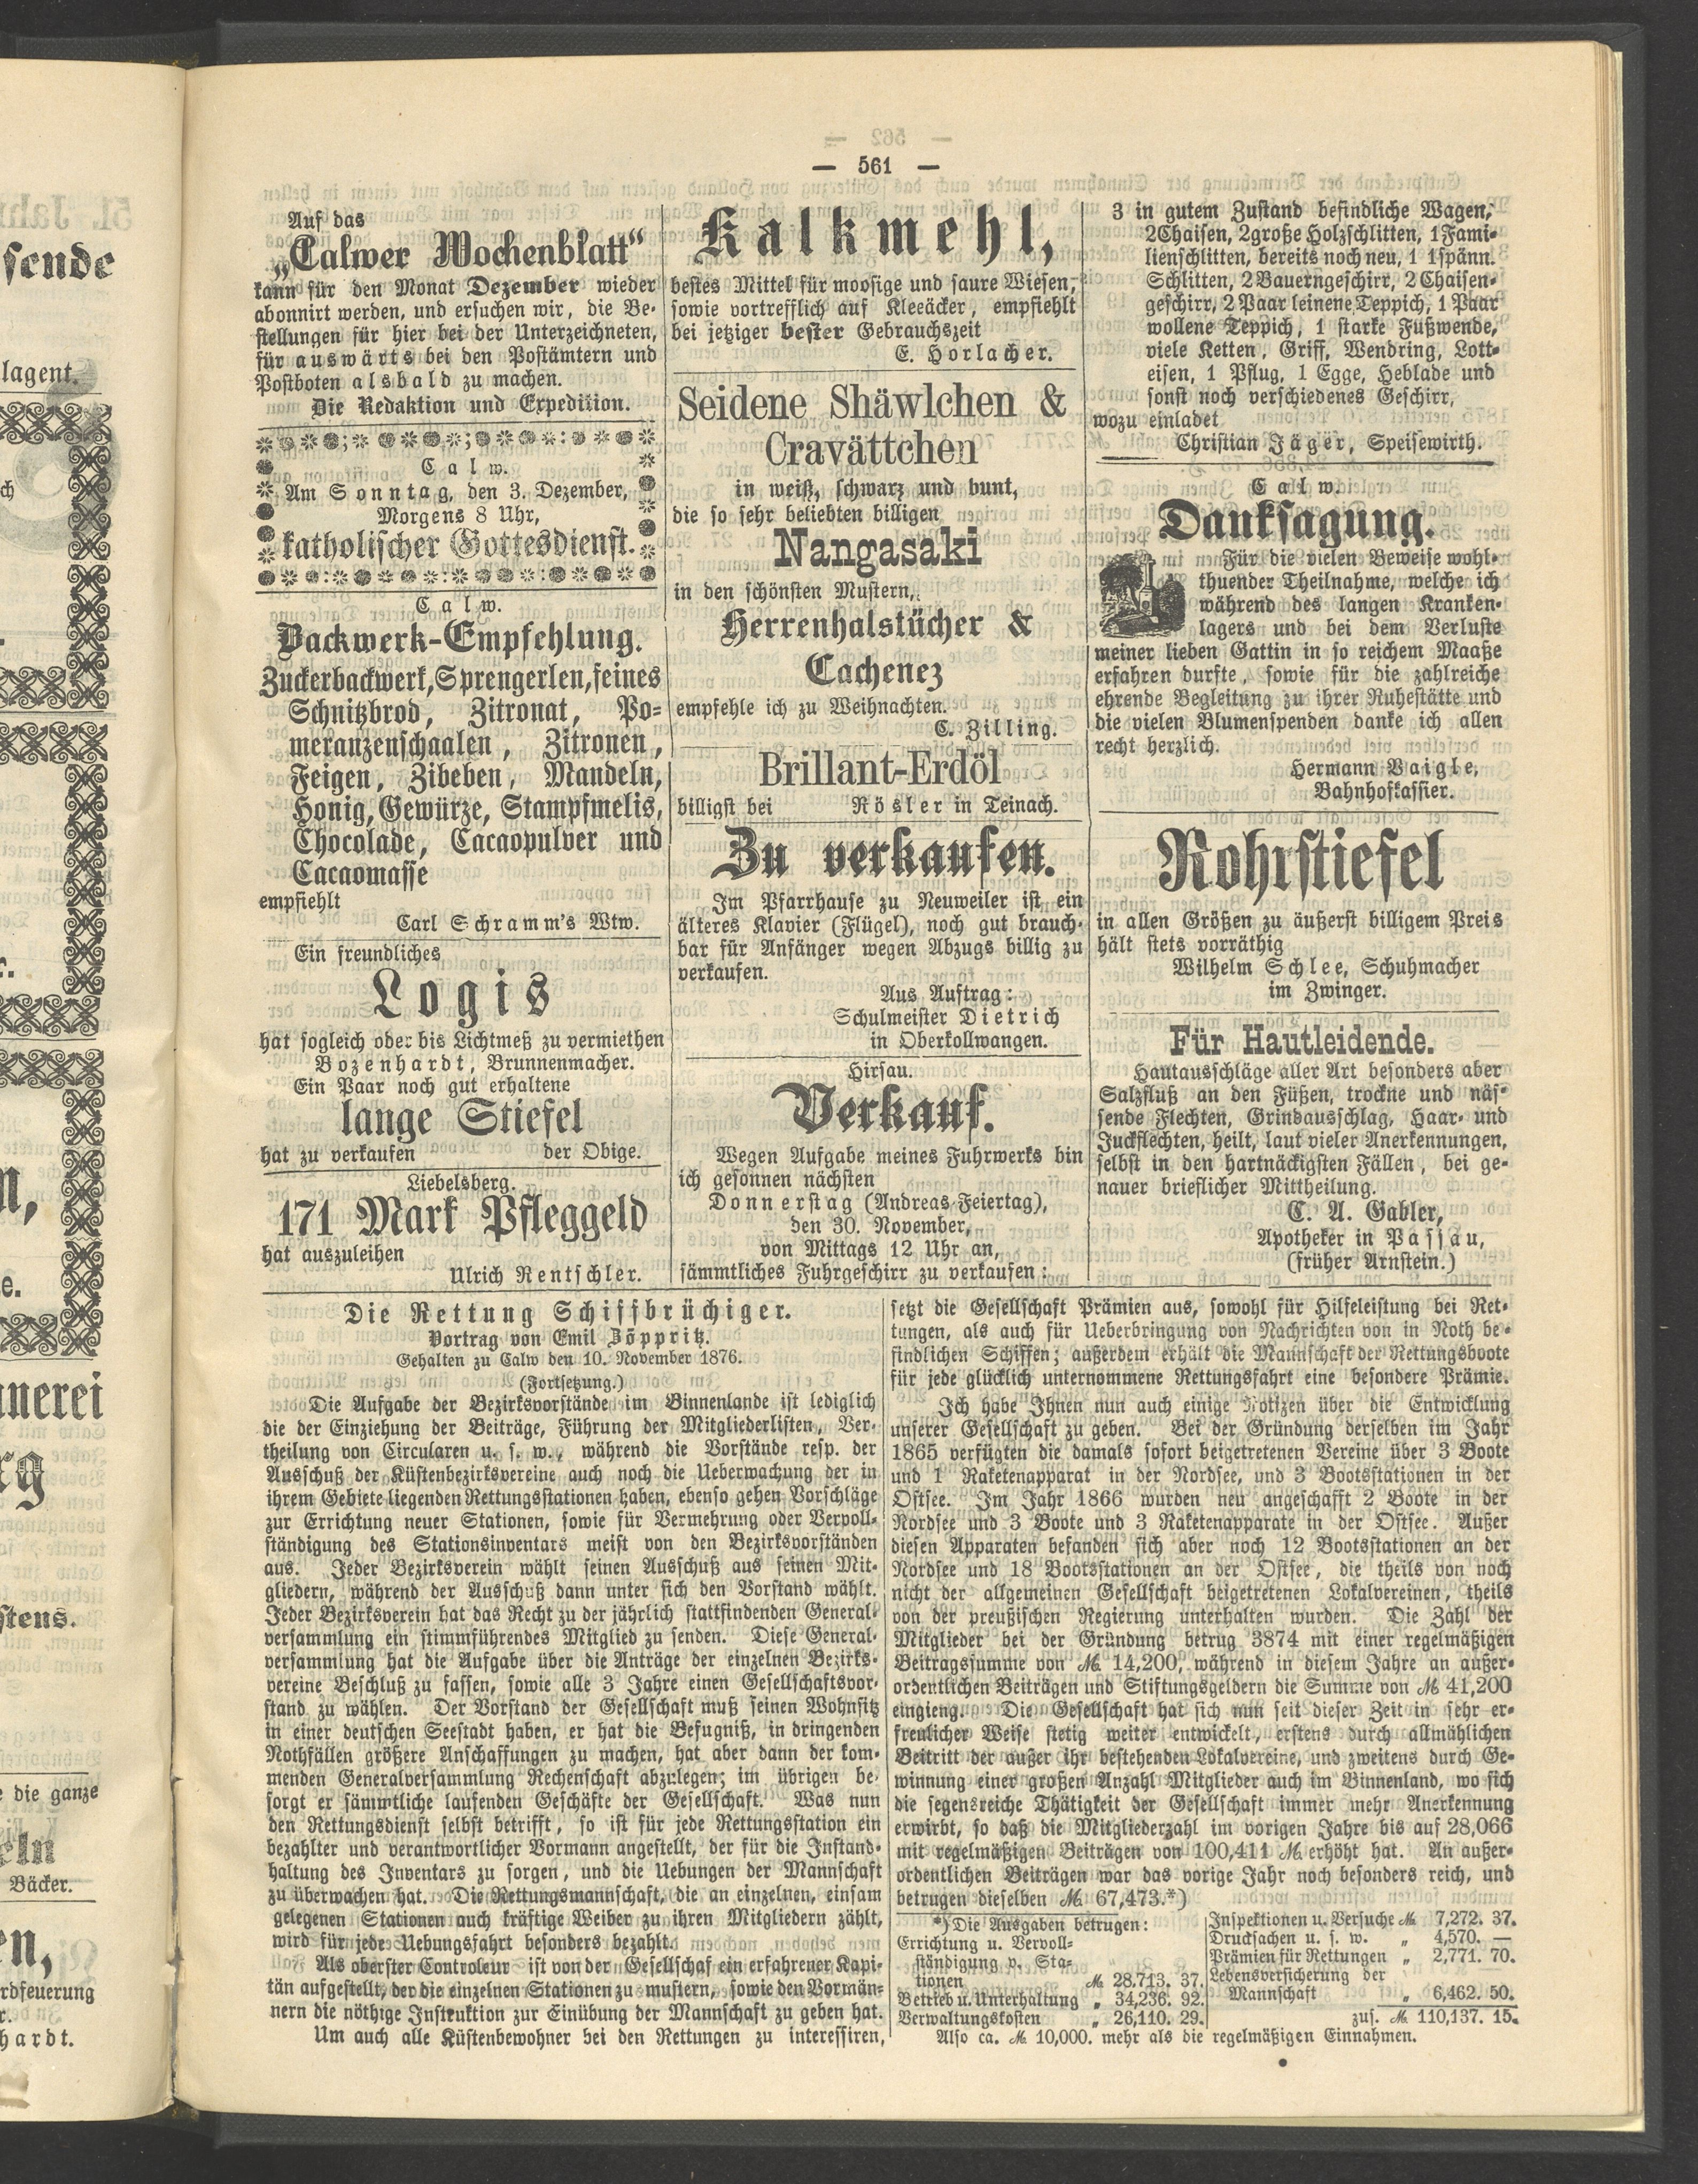 — 561 —
Auf das
„Calwer Wochenblatt“
kann für den Monat Dezember wieder
abonnirt werden, und ersuchen wir, die Be-
stellungen für hier bei der Unterzeichneten,
für auswärts bei den Postämtern und
Postboten alsbald zu machen.
Die Redaktion und Expedition.
Calw.
Am Sonntag, den 3. Dezember,
Morgens 8 Uhr,
katholischer Gottesdienst.
Calw.
Backwerk-Empfehlung.
Zuckerbackwerk, Sprengerlen, feines
Schnitzbrod, Zitronat, Po-
meranzenschaalen, Zitronen,
Feigen, Zibeben, Mandeln,
Honig, Gewürze, Stampfmelis,
Chocolade, Cacaopulver und
Cacaomasse
empfiehlt
Carl Schramm's Wtw.
Ein freundliches
Logis
hat sogleich oder bis Lichtmeß zu vermiethen
Bozenhardt, Brunnenmacher.
Ein Paar noch gut erhaltene
lange Stiefel
hat zu verkaufen der Obige.
Liebelsberg.
171 Mark Pfleggeld
hat auszuleihen
Ulrich Rentschler.
Kalkmehl,
bestes Mittel für moosige und saure Wiesen,
sowie vortrefflich auf Kleeäcker, empfiehlt
bei jetziger bester Gebrauchszeit
E. Horlacher.
Seidene Shäwlchen &
Cravättchen
in weiß, schwarz und bunt,
die so sehr beliebten billigen
Nangasaki
in den schönsten Mustern,
Herrenhalstücher &
Cachenez
empfehle ich zu Weihnachten.
C. Zilling.
Brillant-Erdöl
billigst bei Rösler in Teinach.
Zu verkaufen.
Im Pfarrhause zu Neuweiler ist ein
älteres Klavier (Flügel), noch gut brauch-
bar für Anfänger wegen Abzugs billig zu
verkaufen.
Aus Auftrag:
Schulmeister Dietrich
in Oberkollwangen.
Hirsau.
Verkauf.
Wegen Aufgabe meines Fuhrwerks bin
ich gesonnen nächsten
Donnerstag (Andreas-Feiertag),
den 30. November,
von Mittags 12 Uhr an,
sämmtliches Fuhrgeschirr zu verkaufen:
3 in gutem Zustand befindliche Wagen,
2 Chaisen, 2 große Holzschlitten, 1 Fami-
lienschlitten, bereits noch neu, 1 1spänn.
Schlitten, 2 Bauerngeschirr, 2 Chaisen-
geschirr, 2 Paar leinene Teppich, 1 Paar
wollene Teppich, 1 starke Fußwende,
viele Ketten, Griff, Wendring, Lott-
eisen, 1 Pflug, 1 Egge, Heblade und
sonst noch verschiedenes Geschirr,
wozu einladet
Christian Jäger, Speisewirth.
Calw.
Danksagung.
Für die vielen Beweise wohl-
thuender Theilnahme, welche ich
während des langen Kranken-
lagers und bei dem Verluste
meiner lieben Gattin in so reichem Maaße
erfahren durfte, sowie für die zahlreiche
ehrende Begleitung zu ihrer Ruhestätte und
die vielen Blumenspenden danke ich allen
recht herzlich.
Hermann Vaigle,
Bahnhofkassier.
Rohrstiefel
in allen Größen zu äußerst billigem Preis
hält stets vorräthig
Wilhelm Schlee, Schuhmacher
im Zwinger.
Für Hautleidende.
Hautausschläge aller Art besonders aber
Salzfluß an den Füßen, trockne und näs-
sende Flechten, Grindausschlag, Haar- und
Juckflechten, heilt, laut vieler Anerkennungen,
selbst in den hartnäckigsten Fällen, bei ge-
nauer brieflicher Mittheilung.
C. A. Gabler,
Apotheker in Passau,
(früher Arnstein.)
Die Rettung Schiffbrüchiger.
Vortrag von Emil Zöppritz.
Gehalten zu Calw den 10. November 1876.
(Fortsetzung.)
Die Aufgabe der Bezirksvorstände im Binnenlande ist lediglich
die der Einziehung der Beiträge, Führung der Mitgliederlisten, Ver-
theilung von Circularen u. s. w., während die Vorstände resp. der
Ausschuß der Küstenbezirksvereine auch noch die Ueberwachung der in
ihrem Gebiete liegenden Rettungsstationen haben, ebenso gehen Vorschläge
zur Errichtung neuer Stationen, sowie für Vermehrung oder Vervoll-
ständigung des Stationsinventars meist von den Bezirksvorständen
aus. Jeder Bezirksverein wählt seinen Ausschuß aus seinen Mit-
gliedern, während der Ausschuß dann unter sich den Vorstand wählt.
Jeder Bezirksverein hat das Recht zu der jährlich stattfindenden General-
versammlung ein stimmführendes Mitglied zu senden. Diese General-
versammlung hat die Aufgabe über die Anträge der einzelnen Bezirks-
vereine Beschluß zu fassen, sowie alle 3 Jahre einen Gesellschaftsvor-
stand zu wählen. Der Vorstand der Gesellschaft muß seinen Wohnsitz
in einer deutschen Seestadt haben, er hat die Befugniß, in dringenden
Nothfällen größere Anschaffungen zu machen, hat aber dann der kom-
menden Generalversammlung Rechenschaft abzulegen; im übrigen be-
sorgt er sämmtliche laufenden Geschäfte der Gesellschaft. Was nun
den Rettungsdienst selbst betrifft, so ist für jede Rettungsstation ein
bezahlter und verantwortlicher Vormann angestellt, der für die Instand-
haltung des Inventars zu sorgen, und die Uebungen der Mannschaft
zu überwachen hat. Die Rettungsmannschaft, die an einzelnen, einsam
gelegenen Stationen auch kräftige Weiber zu ihren Mitgliedern zählt,
wird für jede Uebungsfahrt besonders bezahlt.
Als oberster Controleur ist von der Gesellschaf ein erfahrener Kapi-
tän aufgestellt, der die einzelnen Stationen zu mustern, sowie den Vormän-
nern die nöthige Instruktion zur Einübung der Mannschaft zu geben hat.
Um auch alle Küstenbewohner bei den Rettungen zu interessiren,
setzt die Gesellschaft Prämien aus, sowohl für Hilfeleistung bei Ret-
tungen, als auch für Ueberbringung von Nachrichten von in Noth be-
findlichen Schiffen; außerdem erhält die Mannschaft der Rettungsboote
für jede glücklich unternommene Rettungsfahrt eine besondere Prämie.
Ich habe Ihnen nun auch einige Notizen über die Entwicklung
unserer Gesellschaft zu geben. Bei der Gründung derselben im Jahr
1865 verfügten die damals sofort beigetretenen Vereine über 3 Boote
und 1 Raketenapparat in der Nordsee, und 3 Bootsstationen in der
Ostsee. Im Jahr 1866 wurden neu angeschafft 2 Boote in der
Nordsee und 3 Boote und 3 Raketenapparate in der Ostsee. Außer
diesen Apparaten befanden sich aber noch 12 Bootsstationen an der
Nordsee und 18 Bootsstationen an der Ostsee, die theils von noch
nicht der allgemeinen Gesellschaft beigetretenen Lokalvereinen, theils
von der preußischen Regierung unterhalten wurden. Die Zahl der
Mitglieder bei der Gründung betrug 3874 mit einer regelmäßigen
Beitragssumme von M. 14,200, während in diesem Jahre an außer-
ordentlichen Beiträgen und Stiftungsgeldern die Summe von M 41,200
eingieng. Die Gesellschaft hat sich nun seit dieser Zeit in sehr er-
freulicher Weise stetig weiter entwickelt, erstens durch allmählichen
Beitritt der außer ihr bestehenden Lokalvereine, und zweitens durch Ge-
winnung einer großen Anzahl Mitglieder auch im Binnenland, wo sich
die segensreiche Thätigkeit der Gesellschaft immer mehr Anerkennung
erwirbt, so daß die Mitgliederzahl im vorigen Jahre bis auf 28,066
mit regelmäßigen Beiträgen von 100,411 M. erhöht hat. An außer-
ordentlichen Beiträgen war das vorige Jahr noch besonders reich, und
betrugen dieselben M. 67,473.*)
*) Die Ausgaben betrugen:
Errichtung u. Vervoll-
ständigung v. Sta-
tionen M. 28,713. 37.
Betrieb u. Unterhaltung „ 34,236. 92.
Verwaltungskosten „ 26,110. 29.
Inspektionen u. Versuche M. 7,272. 37.
Drucksachen u. s. w. „ 4,570. —
Prämien für Rettungen „ 2,771. 70.
Lebensversicherung der
Mannschaft „ 6,462. 50.
zus. M. 110,137. 15.
Also ca. M. 10,000. mehr als die regelmäßigen Einnahmen.